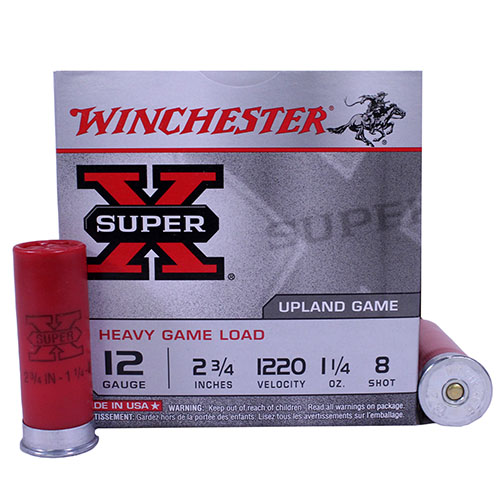 WINCHESTER®
SUPER X®
SUPER
UPLAND GAME
HEAVY GAME LOAD
12 2 3/4 1220 1 1/4 8
GAUGE INCHES VELOCITY OZ. SHOT
DE IN USA★ WARNING: Keep out of reach of children. Read all warnings on package.
TISSEMENT: Gardez hors de la portée des enfants. Lisez tous les avertissements sur l'emball
SUPER X
2 3/4 IN - 1 1/4